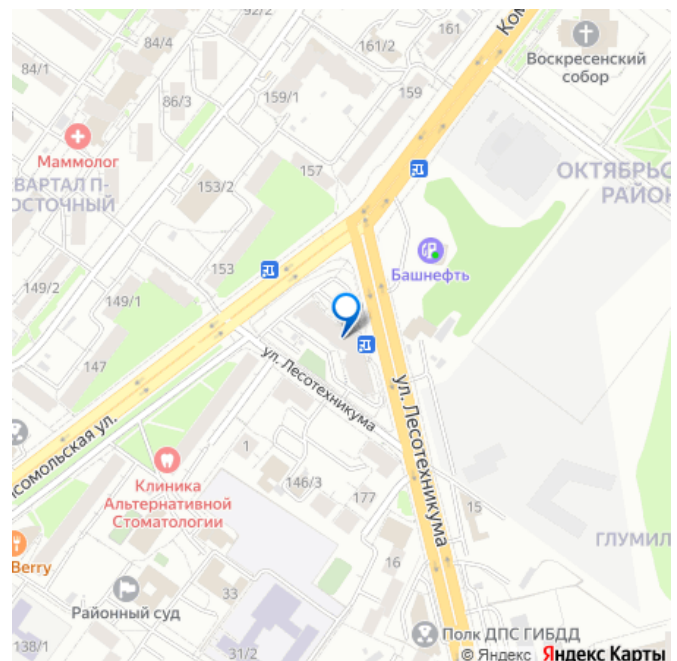 92/2
161/2
161
Ком
Воскресенский
собор
84/4
84/1
86/3
159/1
159
Маммолог
157
ОКТЯБРЬС
РАЙОН
ВАРТАЛ П-
ОСТОЧНЫЙ
153/2
153
Башнефть
149/2
149/1
147
ул. Лесотехникума
ул. Лесотехникума
сомольская ул.
1
Клиника
Альтернативной
Стоматологии
146/3
177
15
ГЛУМИЛ
Berry
16
33
Районный суд
Полк ДПС ГИБДД
138/1
31/2
© Яндекс Яндекс Карты